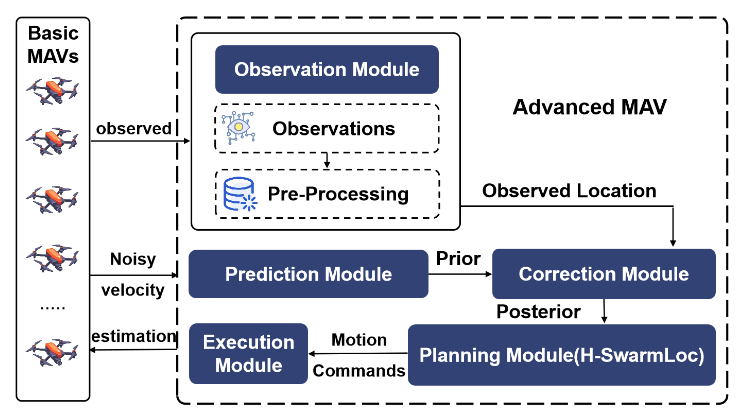 Basic
MAVs
.....
observed
Noisy
velocity
estimation
Advanced MAV
Observation Module
Observations
Pre-Processing
Observed Location
Prediction Module
Prior
Correction Module
Posterior
Planning Module(H-SwarmLoc)
Motion
Commands
Execution
Module